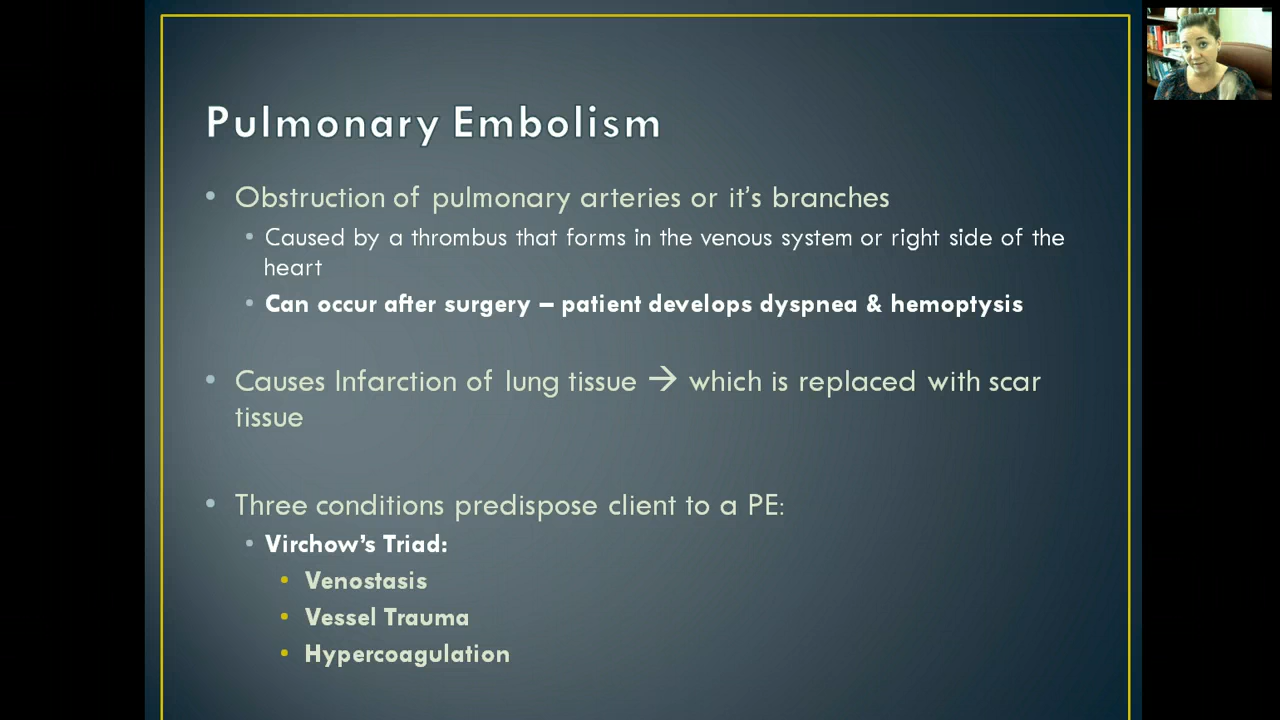 Pulmonary Embolism
• Obstruction of pulmonary arteries or it's branches
• Caused by a thrombus that forms in the venous system or right side of the
heart
• Can occur after surgery – patient develops dyspnea & hemoptysis
• Causes Infarction of lung tissue → which is replaced with scar
tissue
• Three conditions predispose client to a PE:
• Virchow's Triad:
• Venostasis
• Vessel Trauma
• Hypercoagulation